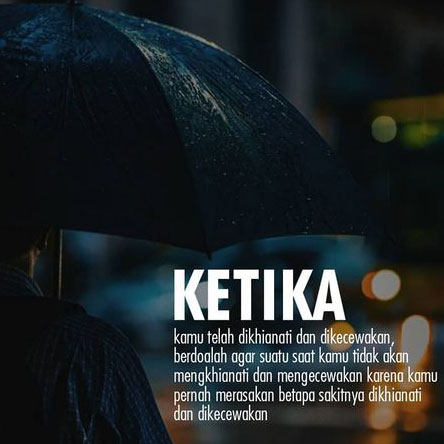 KETIKA
kamu telah dikhianati dan dikecewakan,
berdoalah agar suatu saat kamu tidak akan
mengkhianati dan mengecewakan karena kamu
pernah merasakan betapa sakitnya dikhianati
dan dikecewakan